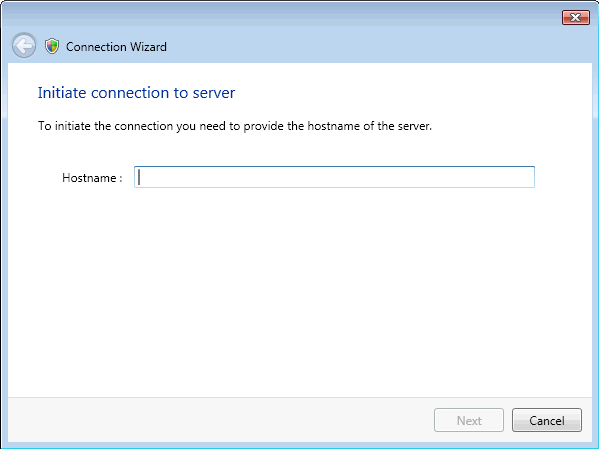 Connection Wizard
Initiate connection to server
To initiate the connection you need to provide the hostname of the server.
Hostname :
Next Cancel